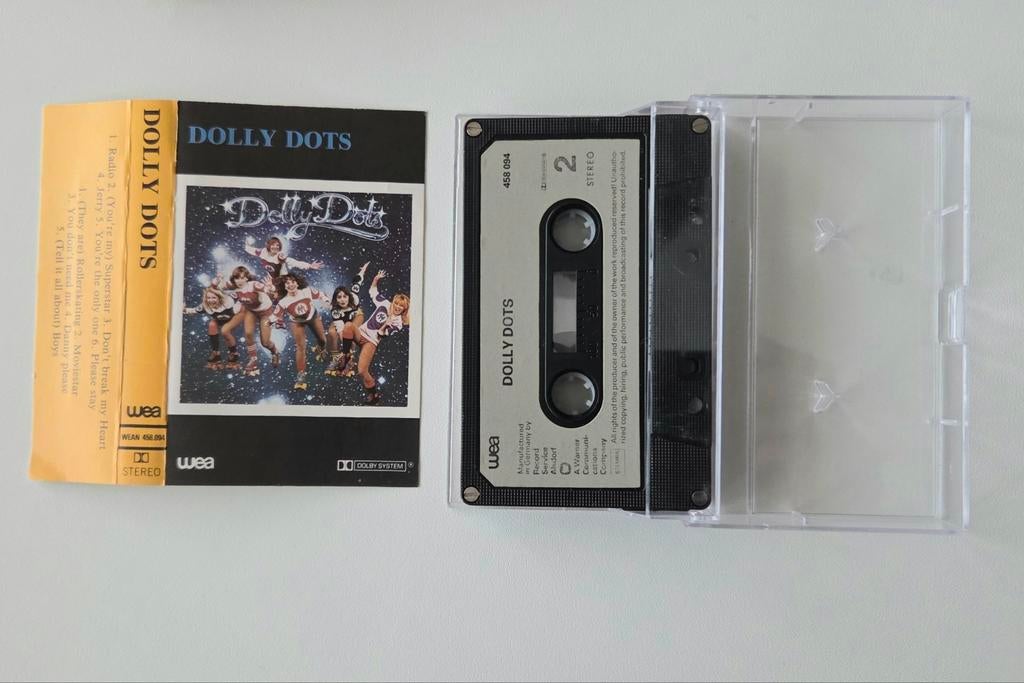 DOLLY DOTS
1. Radio 2. (You're my) Superstar 3. Don't break my Heart
4. Jerry 5. You're the only one 6. Please stay
1. (They are) Rollerskating 2. Moviestar
3. You don't need me 4. Danny please
5. (Tell it all about) Boys
wea
WEAN 458.094
STEREO
DOLLY DOTS
Dolly Dots
wea
DOLBY SYSTEM
458 094
2
STEREO
DOLLY DOTS
wea
Manufactured
in Germany by
Record
Service
Alsdorf
A Warner
Communi-
cations
Company
All rights of the producer and of the owner of the work reproduced reserved! Unautho-
rized copying, hiring, public performance and broadcasting of this record prohibited.